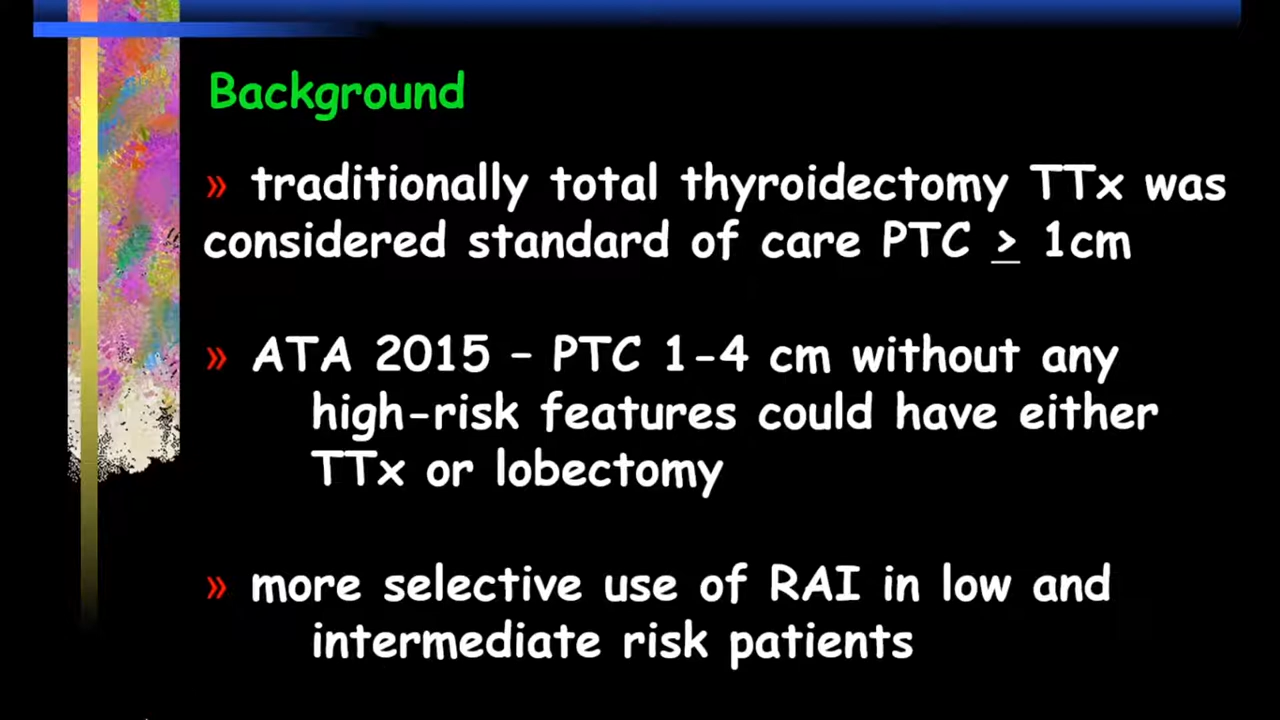 Background
» traditionally total thyroidectomy TTx was
considered standard of care PTC > 1cm
» ATA 2015 – PTC 1-4 cm without any
high-risk features could have either
TTx or lobectomy
» more selective use of RAI in low and
intermediate risk patients